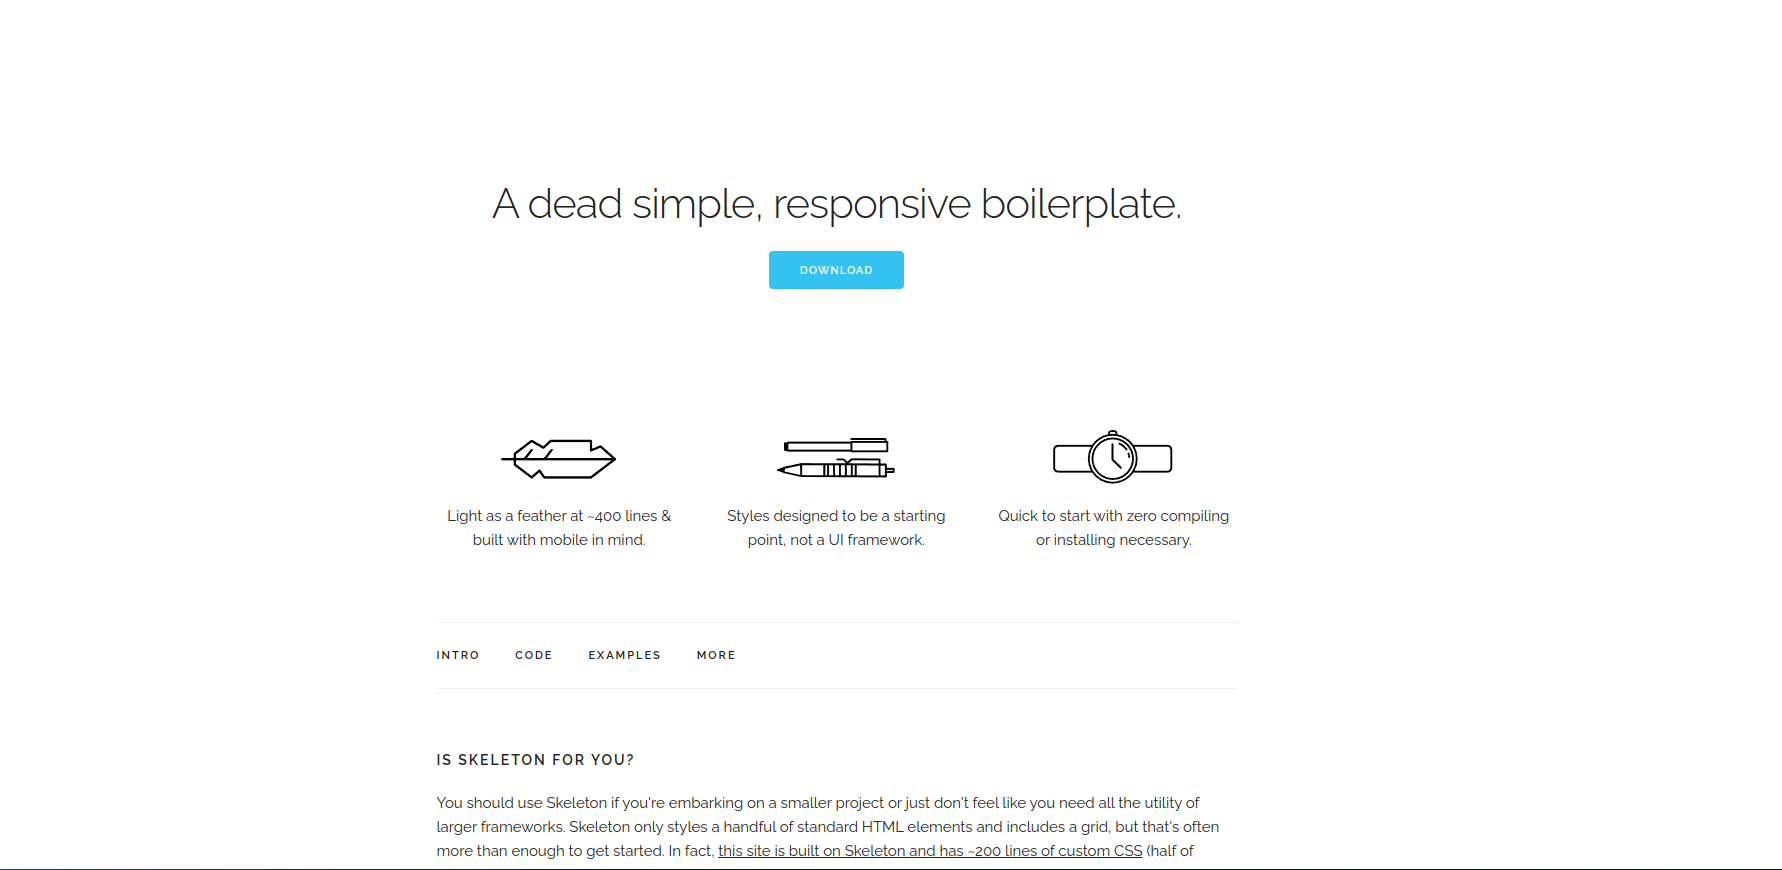 A dead simple, responsive boilerplate.
DOWNLOAD
Light as a feather at ~400 lines &
built with mobile in mind.
Styles designed to be a starting
point, not a UI framework.
Quick to start with zero compiling
or installing necessary.
INTRO CODE EXAMPLES MORE
IS SKELETON FOR YOU?
You should use Skeleton if you're embarking on a smaller project or just don't feel like you need all the utility of
larger frameworks. Skeleton only styles a handful of standard HTML elements and includes a grid, but that's often
more than enough to get started. In fact, this site is built on Skeleton and has ~200 lines of custom CSS (half of